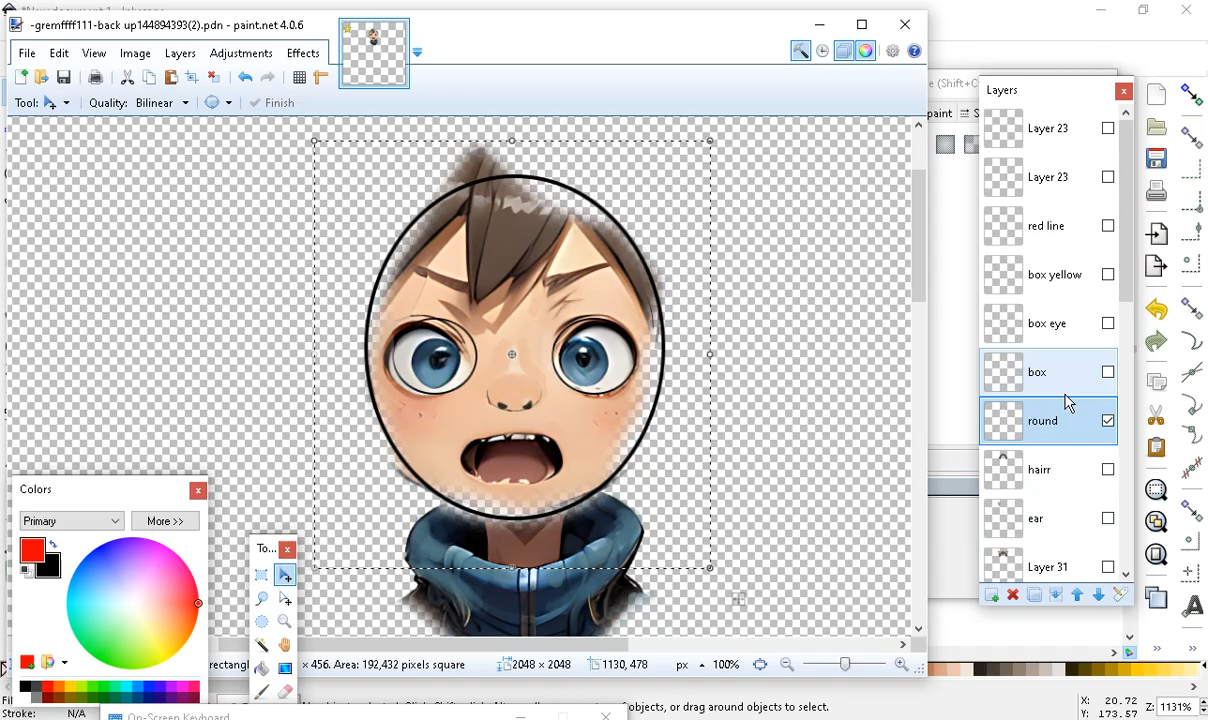 -gremffff111-back up144894393(2).pdn - paint.net 4.0.6
File Edit View Image Layers Adjustments Effects
Tool: Quality: Bilinear Finish
Layers
Layer 23
Layer 23
red line
box yellow
box eye
box
round
hairr
ear
Layer 31
paint
Colors
Primary More >>
To...
× 456. Area: 192,432 pixels square 2048 × 2048 1130, 478 px 100%
Stroke: N/A
of objects, or drag around objects to select.
X: 20.72
Y: 173.57
Z: 1131%
On-Screen Keyboard